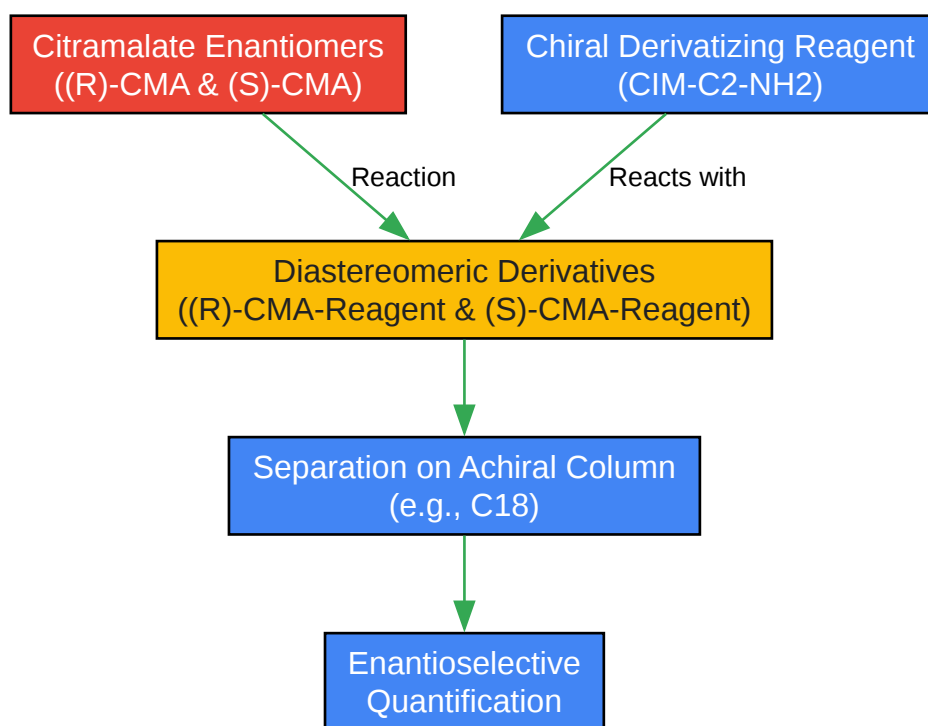 Citramalate Enantiomers
((R)-CMA & (S)-CMA)
Chiral Derivatizing Reagent
(CIM-C2-NH2)
Reaction
Reacts with
Diastereomeric Derivatives
((R)-CMA-Reagent & (S)-CMA-Reagent)
Separation on Achiral Column
(e.g., C18)
Enantioselective
Quantification